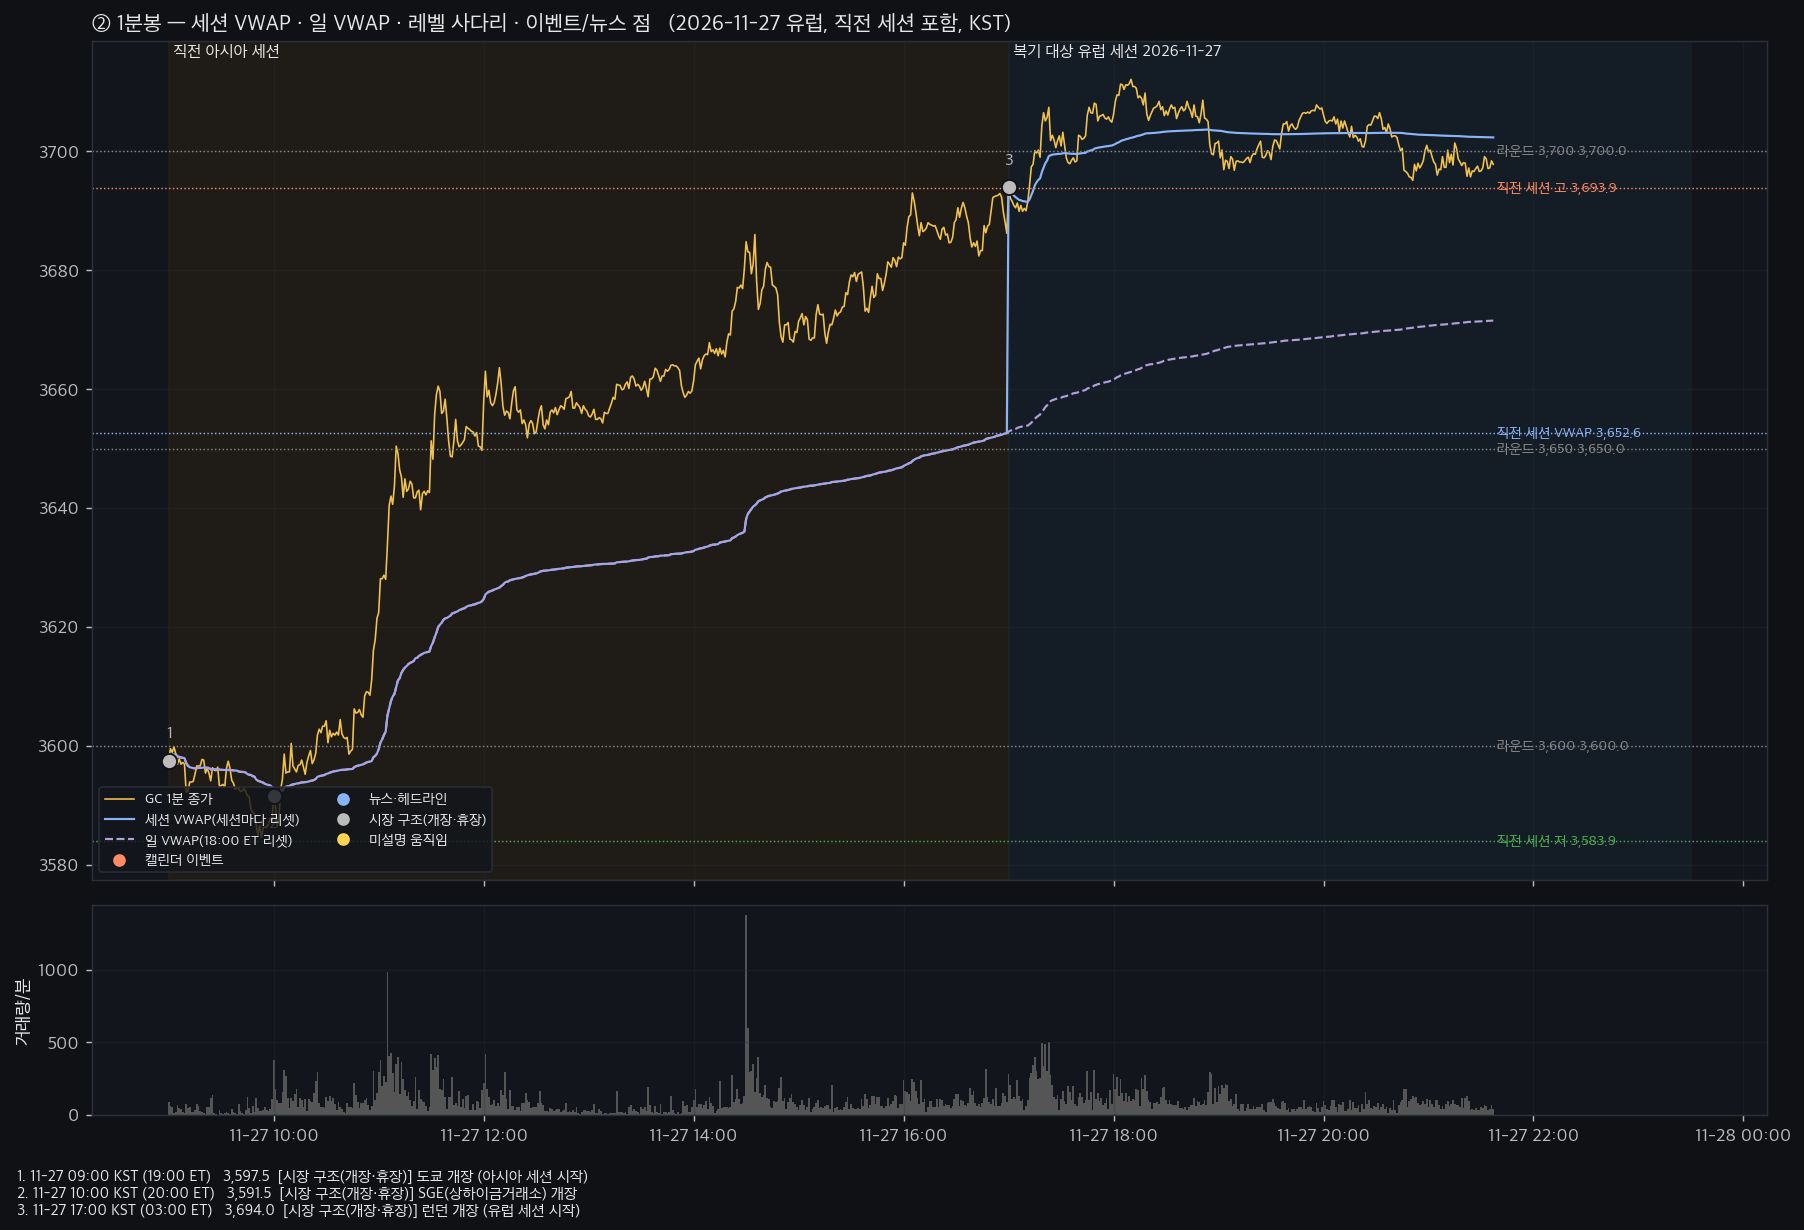 ② 1분봉 — 세션 VWAP · 일 VWAP · 레벨 사다리 · 이벤트/뉴스 점   (2026-11-27 유럽, 직전 세션 포함, KST)
직전 아시아 세션
복기 대상 유럽 세션 2026-11-27
3700
3680
3660
3640
3620
3600
3580
1
3
라운드 3,700 3,700.0
직전 세션 고 3,693.9
직전 세션 VWAP 3,652.6
라운드 3,650 3,650.0
라운드 3,600 3,600.0
직전 세션 저 3,583.9
GC 1분 종가
세션 VWAP(세션마다 리셋)
일 VWAP(18:00 ET 리셋)
캘린더 이벤트
뉴스·헤드라인
시장 구조(개장·휴장)
미설명 움직임
거래량/분
1000
500
0
11-27 10:00
11-27 12:00
11-27 14:00
11-27 16:00
11-27 18:00
11-27 20:00
11-27 22:00
11-28 00:00
1. 11-27 09:00 KST (19:00 ET)   3,597.5  [시장 구조(개장·휴장)] 도쿄 개장 (아시아 세션 시작)
2. 11-27 10:00 KST (20:00 ET)   3,591.5  [시장 구조(개장·휴장)] SGE(상하이금거래소) 개장
3. 11-27 17:00 KST (03:00 ET)   3,694.0  [시장 구조(개장·휴장)] 런던 개장 (유럽 세션 시작)